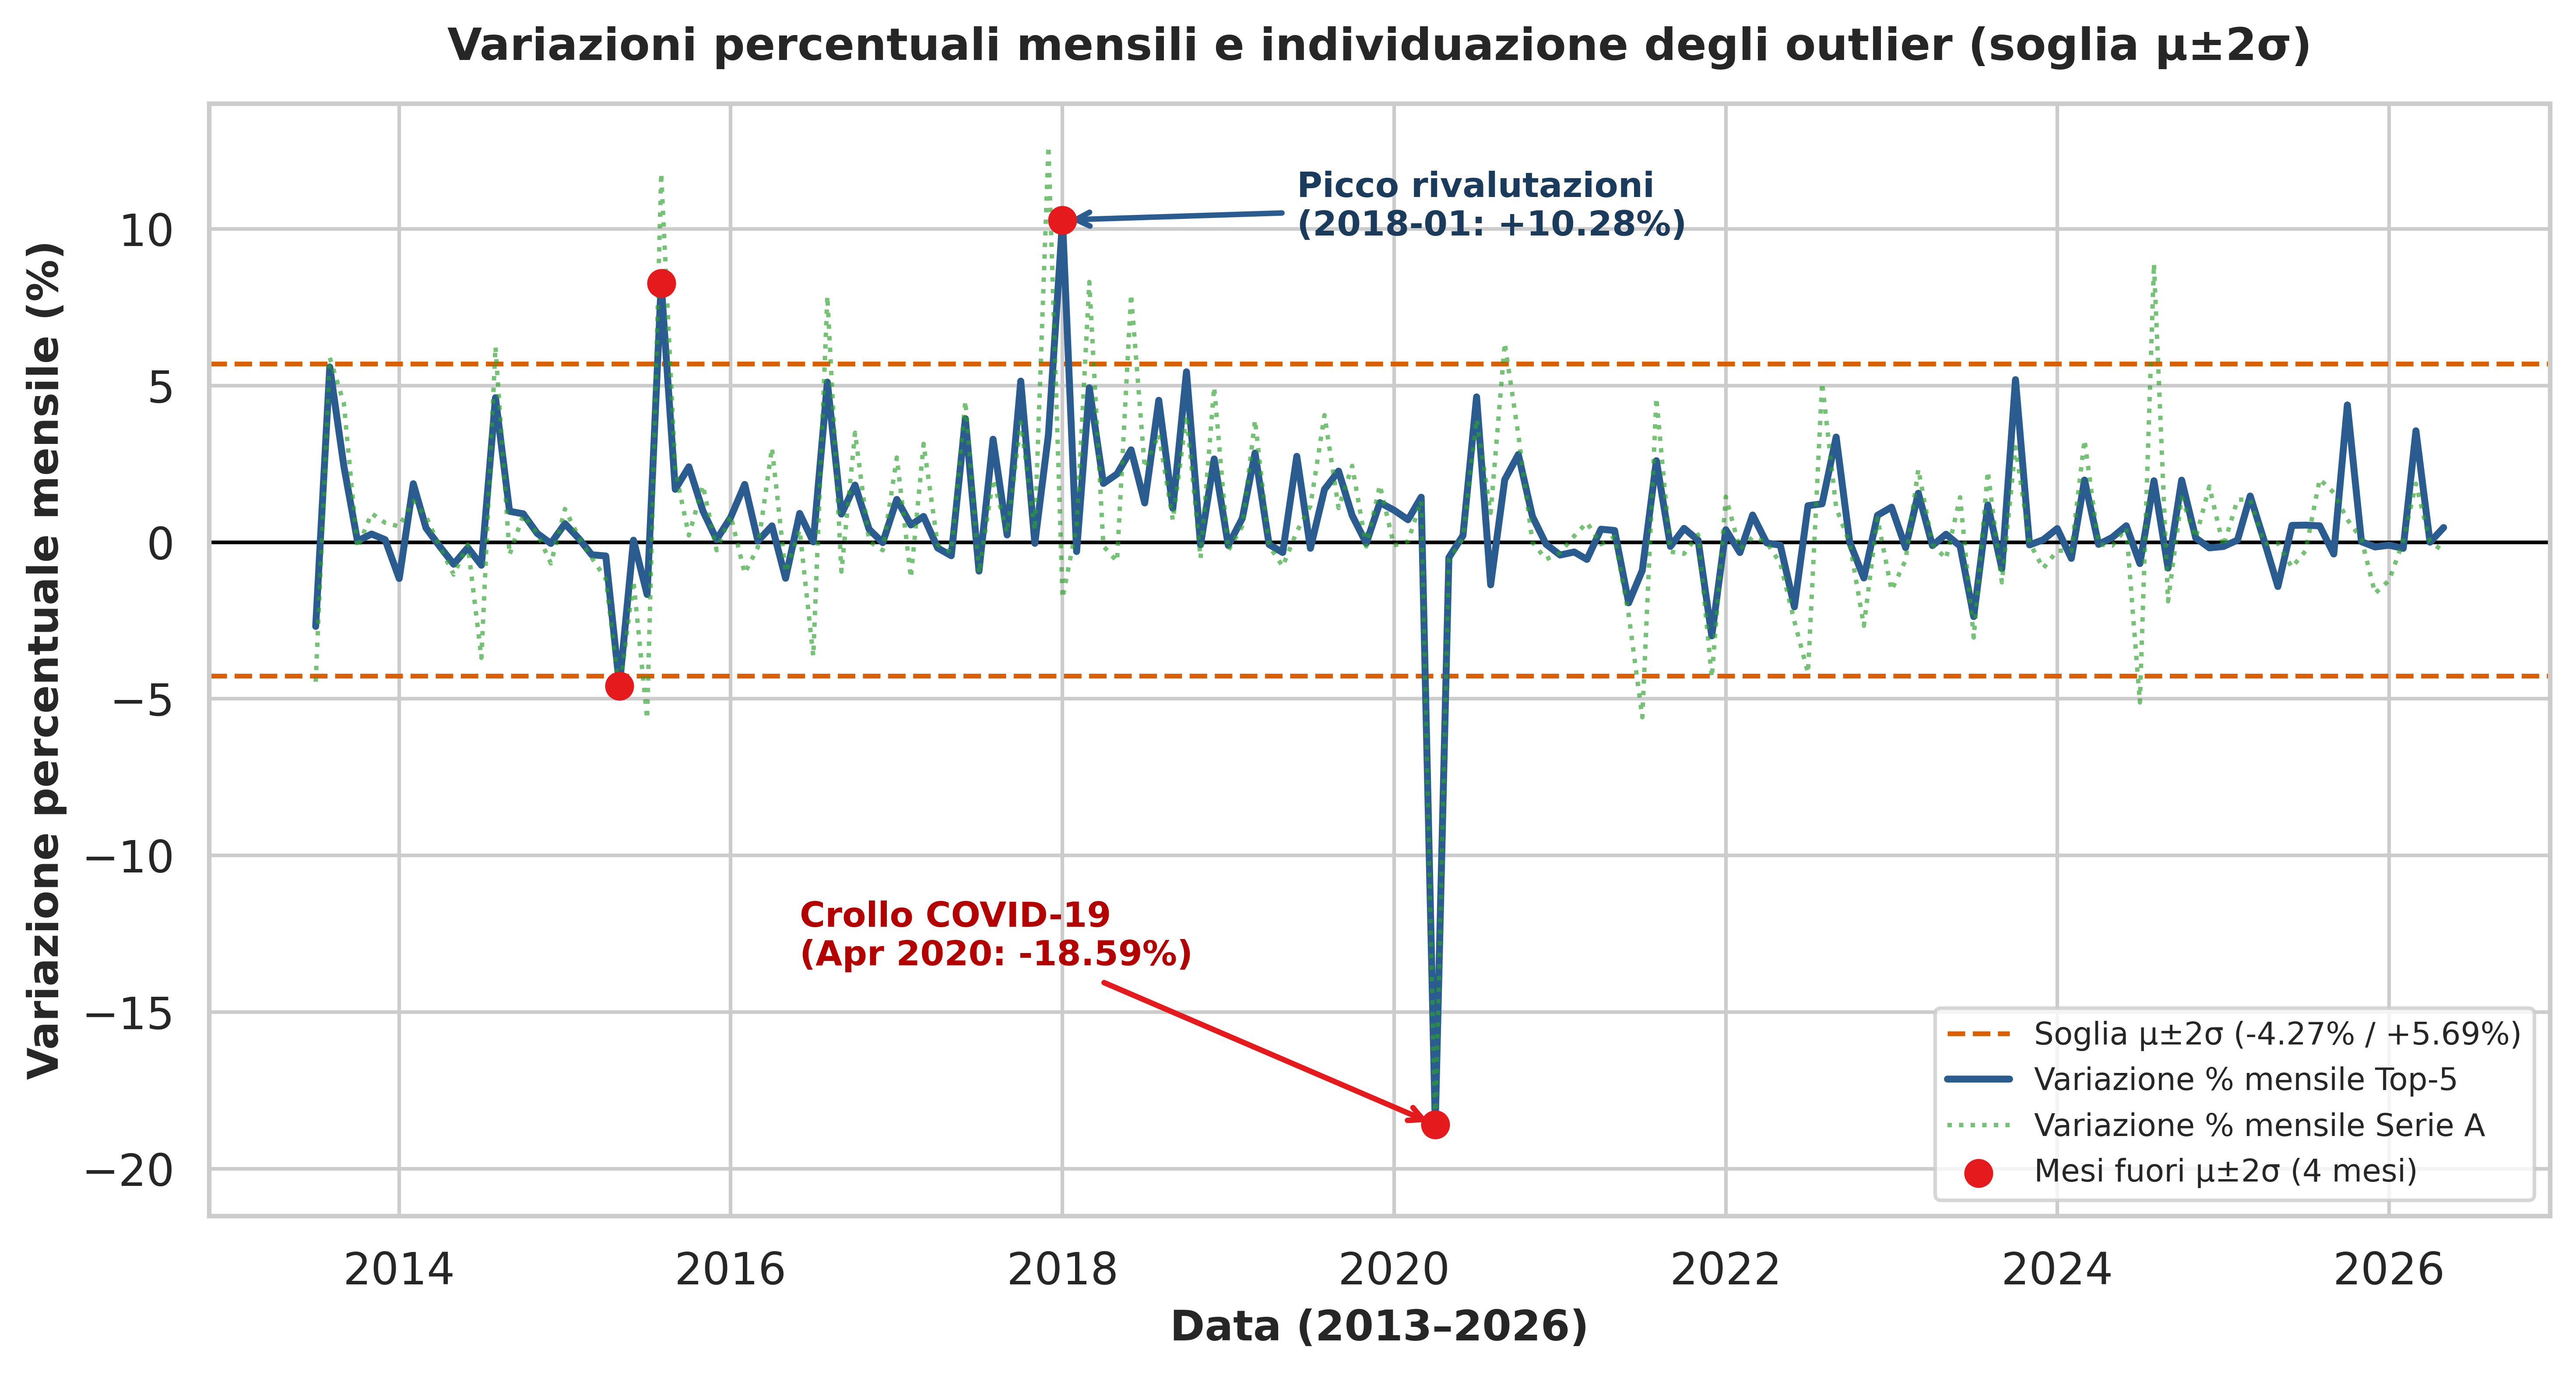 Variazioni percentuali mensili e individuazione degli outlier (soglia μ±2σ)
Variazione percentuale mensile (%)
10
5
0
−5
−10
−15
−20
Picco rivalutazioni
(2018-01: +10.28%)
Crollo COVID-19
(Apr 2020: -18.59%)
Soglia μ±2σ (-4.27% / +5.69%)
Variazione % mensile Top-5
Variazione % mensile Serie A
Mesi fuori μ±2σ (4 mesi)
2014
2016
2018
2020
2022
2024
2026
Data (2013–2026)